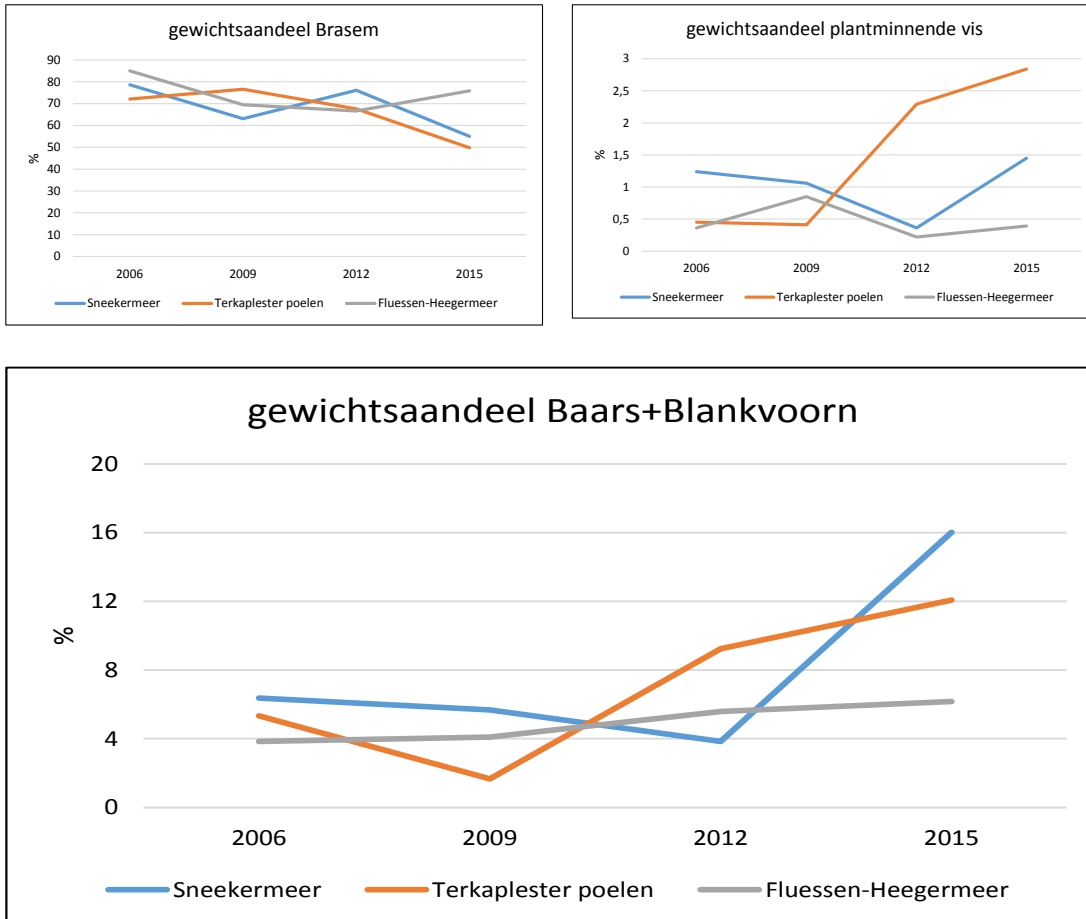 gewichtsaandeel Brasem
90
80
70
60
50
40
30
20
10
0
%
2006 2009 2012 2015
Sneekermeer Terkaplester poelen Fluessen-Heegermeer
gewichtsaandeel plantminnende vis
3
2,5
2
1,5
1
0,5
0
%
2006 2009 2012 2015
Sneekermeer Terkaplester poelen Fluessen-Heegermeer
gewichtsaandeel Baars+Blankvoorn
20
16
12
8
4
0
%
2006 2009 2012 2015
Sneekermeer Terkaplester poelen Fluessen-Heegermeer